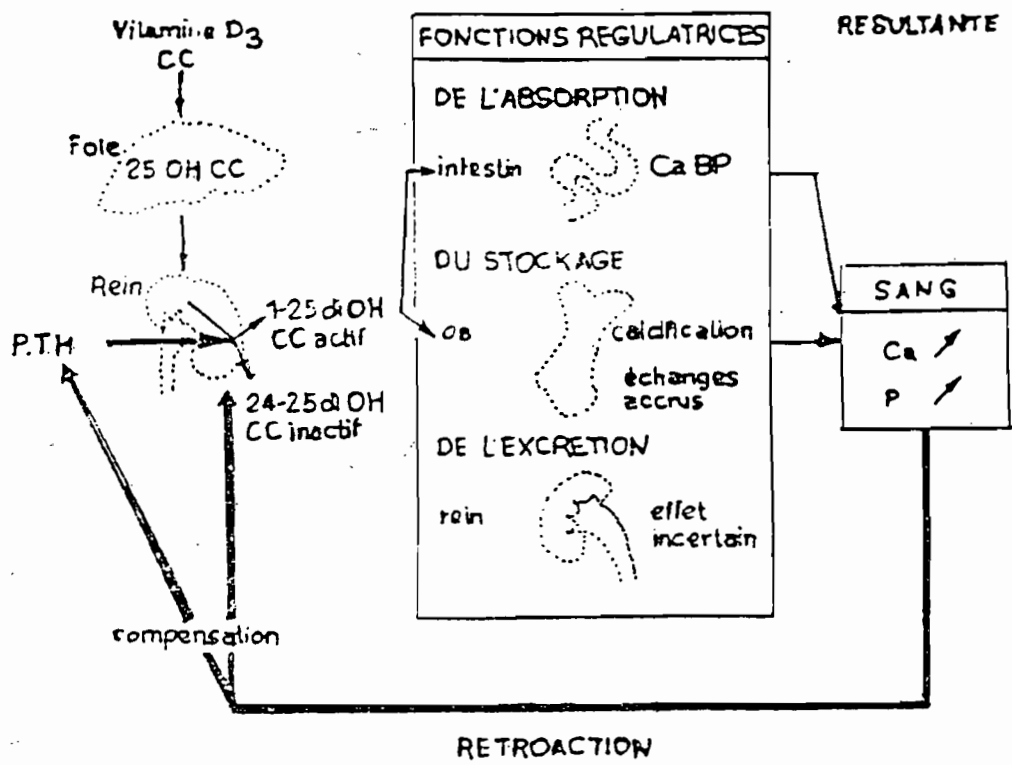 Vitamine D3
CC
Foie
25 OH CC
Rein
P.T.H
1-25 di OH
CC actif
24-25 di OH
CC inactif
compensation
FONCTIONS REGULATRICES
DE L'ABSORPTION
intestin
Ca BP
DU STOCKAGE
os
calcification
échanges
accrus
DE L'EXCRETION
rein
effet
incertain
RESULTANTE
SANG
Ca
P
RETROACTION